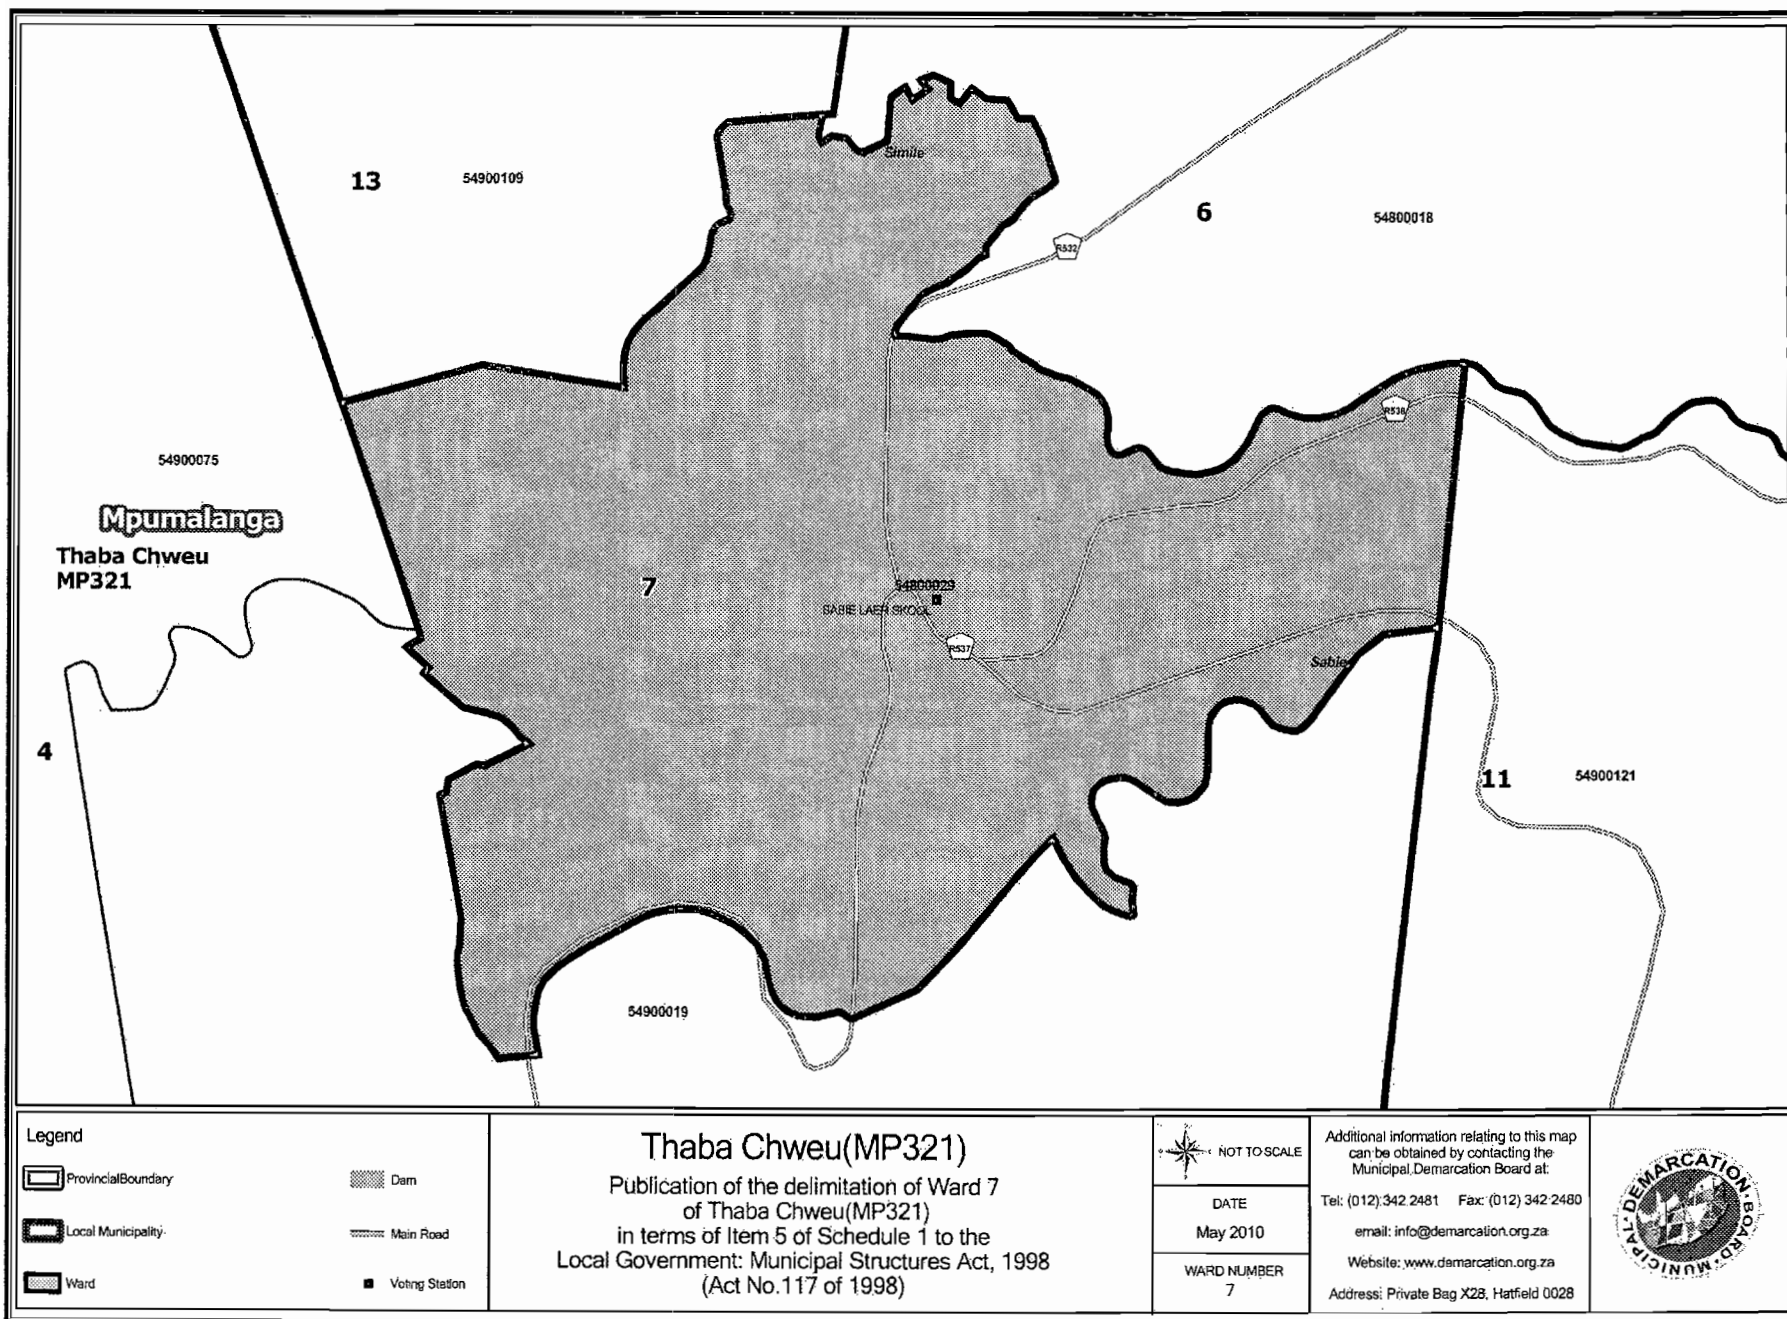 Simile
13
54900109
6
54800018
R532
R538
54900075
Mpumalanga
Thaba Chweu
MP321
7
54800029
SABIE LAER SKOOL
R537
Sabie
4
11
54900121
54900019
Legend
ProvincialBoundary
Local Municipality
Ward
Dam
Main Road
Voting Station
Thaba Chweu(MP321)
Publication of the delimitation of Ward 7
of Thaba Chweu(MP321)
in terms of Item 5 of Schedule 1 to the
Local Government: Municipal Structures Act, 1998
(Act No.117 of 1998)
NOT TO SCALE
DATE
May 2010
WARD NUMBER
7
Additional information relating to this map
can be obtained by contacting the
Municipal Demarcation Board at:
Tel: (012) 342 2481 Fax: (012) 342 2480
email: info@demarcation.org.za
Website: www.demarcation.org.za
Address: Private Bag X28, Hatfield 0028
MUNICIPAL DEMARCATION BOARD